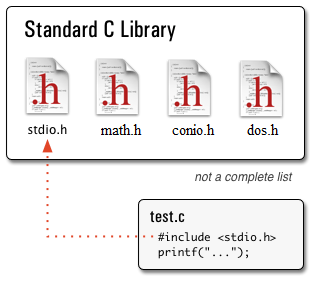 Standard C Library
.h .h .h .h
stdio.h math.h conio.h dos.h
not a complete list
test.c
#include <stdio.h>
printf("...");